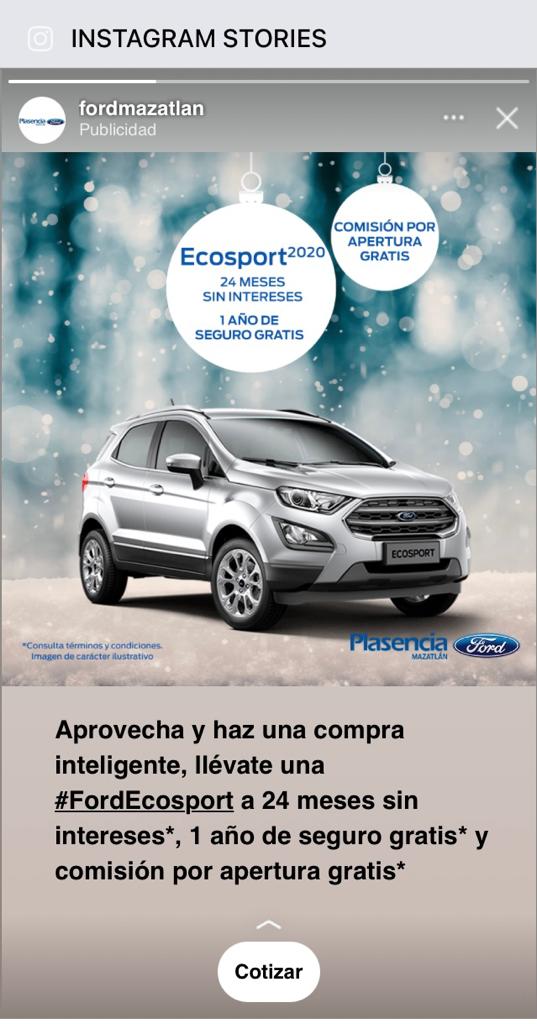 INSTAGRAM STORIES
fordmazatlan
Publicidad
Plasencia Ford
COMISIÓN POR
APERTURA
GRATIS
Ecosport2020
24 MESES
SIN INTERESES
1 AÑO DE
SEGURO GRATIS
Ford
ECOSPORT
*Consulta términos y condiciones.
Imagen de carácter ilustrativo
Plasencia
MAZATLÁN
Ford
Aprovecha y haz una compra
inteligente, llévate una
#FordEcosport a 24 meses sin
intereses*, 1 año de seguro gratis* y
comisión por apertura gratis*
Cotizar